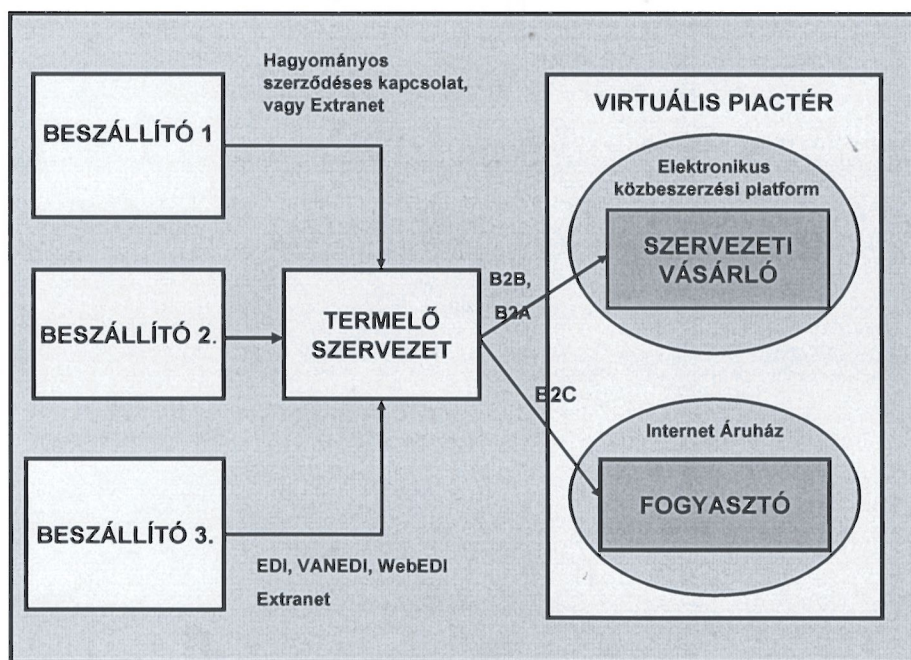 Hagyományos
szerződéses kapcsolat,
vagy Extranet
BESZÁLLÍTÓ 1
VIRTUÁLIS PIACTÉR
Elektronikus
közbeszerzési platform
SZERVEZETI
VÁSÁRLÓ
B2B,
B2A
BESZÁLLÍTÓ 2.
TERMELŐ
SZERVEZET
B2C
Internet Áruház
FOGYASZTÓ
BESZÁLLÍTÓ 3.
EDI, VANEDI, WebEDI
Extranet